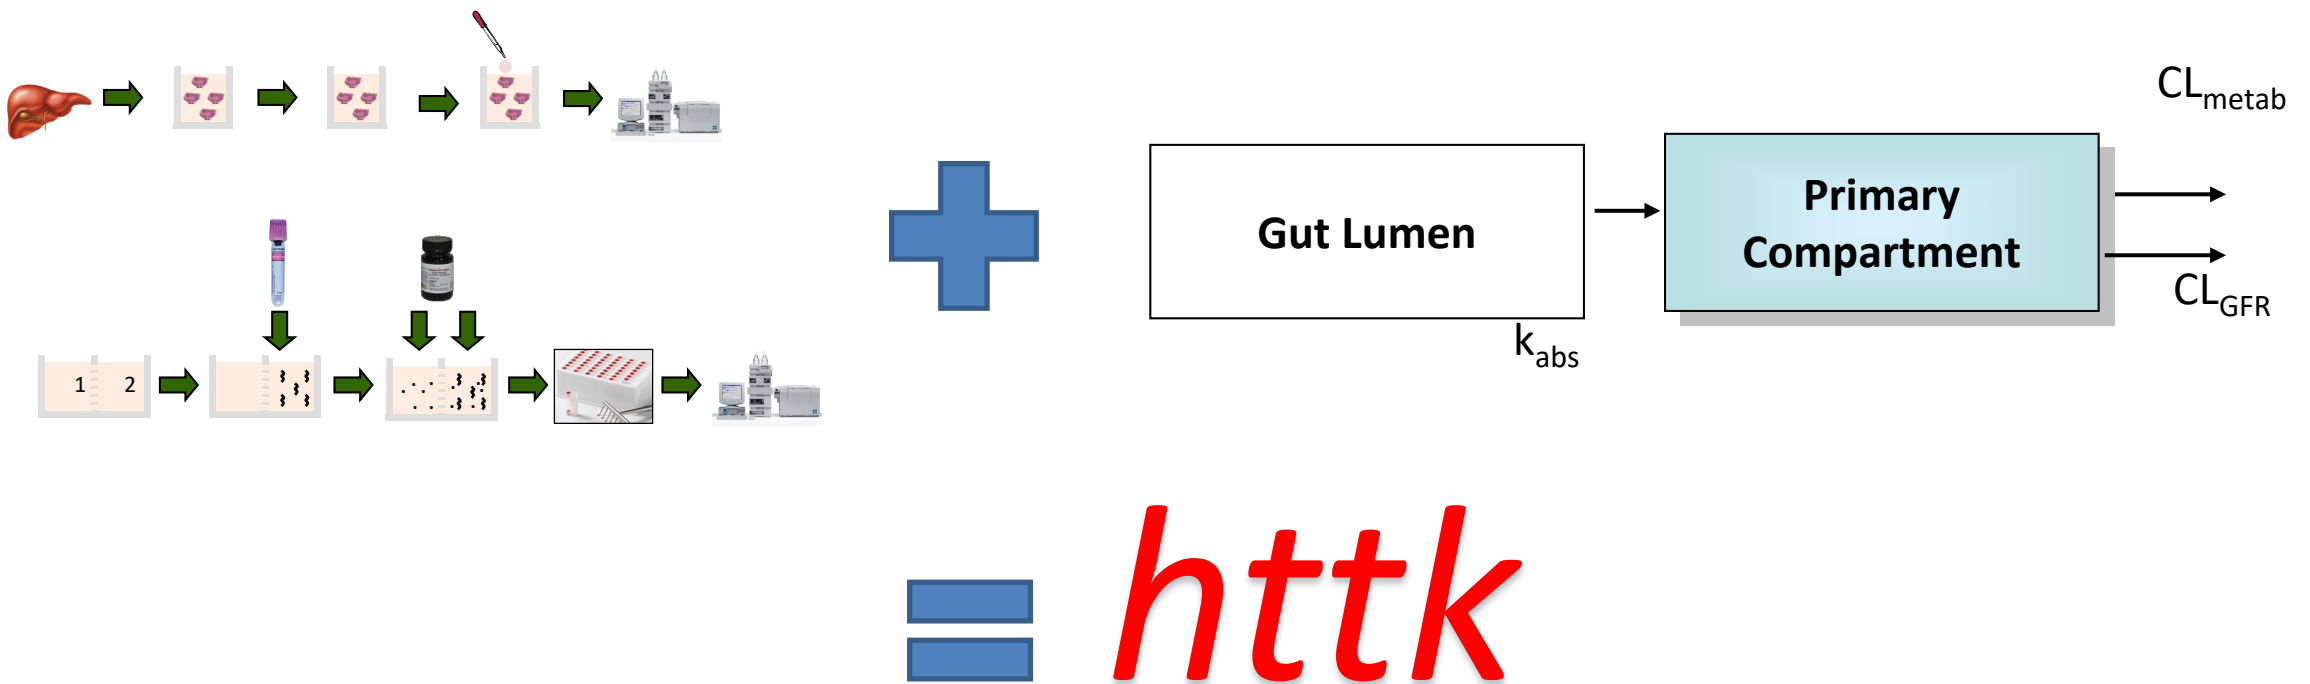 CLmetab
Gut Lumen
Primary
Compartment
CLGFR
kabs
1 2
httk